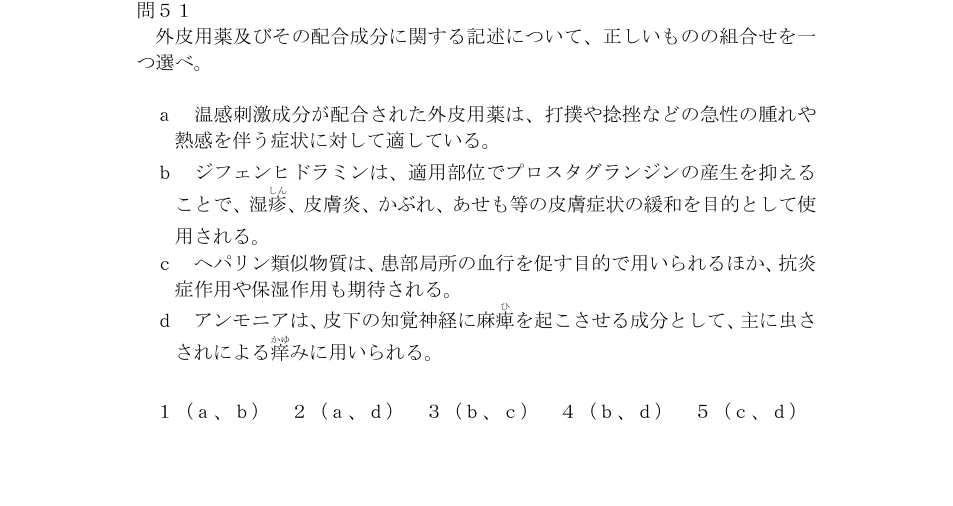 問５１
外皮用薬及びその配合成分に関する記述について、正しいものの組合せを一
つ選べ。
ａ　温感刺激成分が配合された外皮用薬は、打撲や捻挫などの急性の腫れや
熱感を伴う症状に対して適している。
ｂ　ジフェンヒドラミンは、適用部位でプロスタグランジンの産生を抑える
しん
ことで、湿疹、皮膚炎、かぶれ、あせも等の皮膚症状の緩和を目的として使
用される。
ｃ　ヘパリン類似物質は、患部局所の血行を促す目的で用いられるほか、抗炎
症作用や保湿作用も期待される。
ひ
ｄ　アンモニアは、皮下の知覚神経に麻痺を起こさせる成分として、主に虫さ
かゆ
されによる痒みに用いられる。
１（ａ、ｂ）　２（ａ、ｄ）　３（ｂ、ｃ）　４（ｂ、ｄ）　５（ｃ、ｄ）